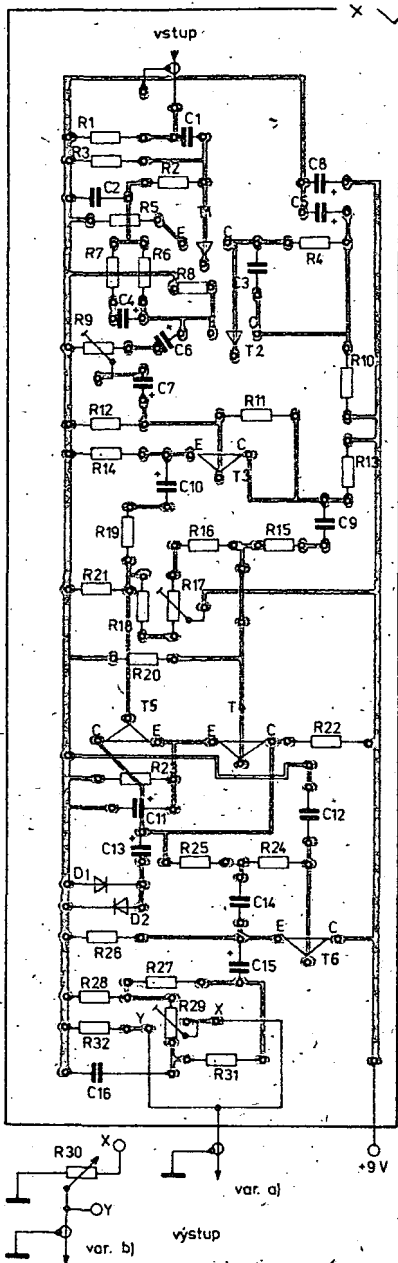 vstup
R1
C1
R3
R2
C2
C8
C5
R5
T1
E
C
R4
R7
R6
R8
C3
C4
C
T2
R9
C6
R10
C7
R12
R11
R14
E
C
R13
T3
C10
C9
R19
R16
R15
R21
R17
R18
R20
T5
T
C
E
E
C
R22
R23
C11
C12
C13
R25
R24
D1
C14
D2
R26
E
C
C15
T6
R27
R28
R29
X
R32
Y
R31
C16
R30
X
+9 V
Y
var. a)
výstup
var. b)